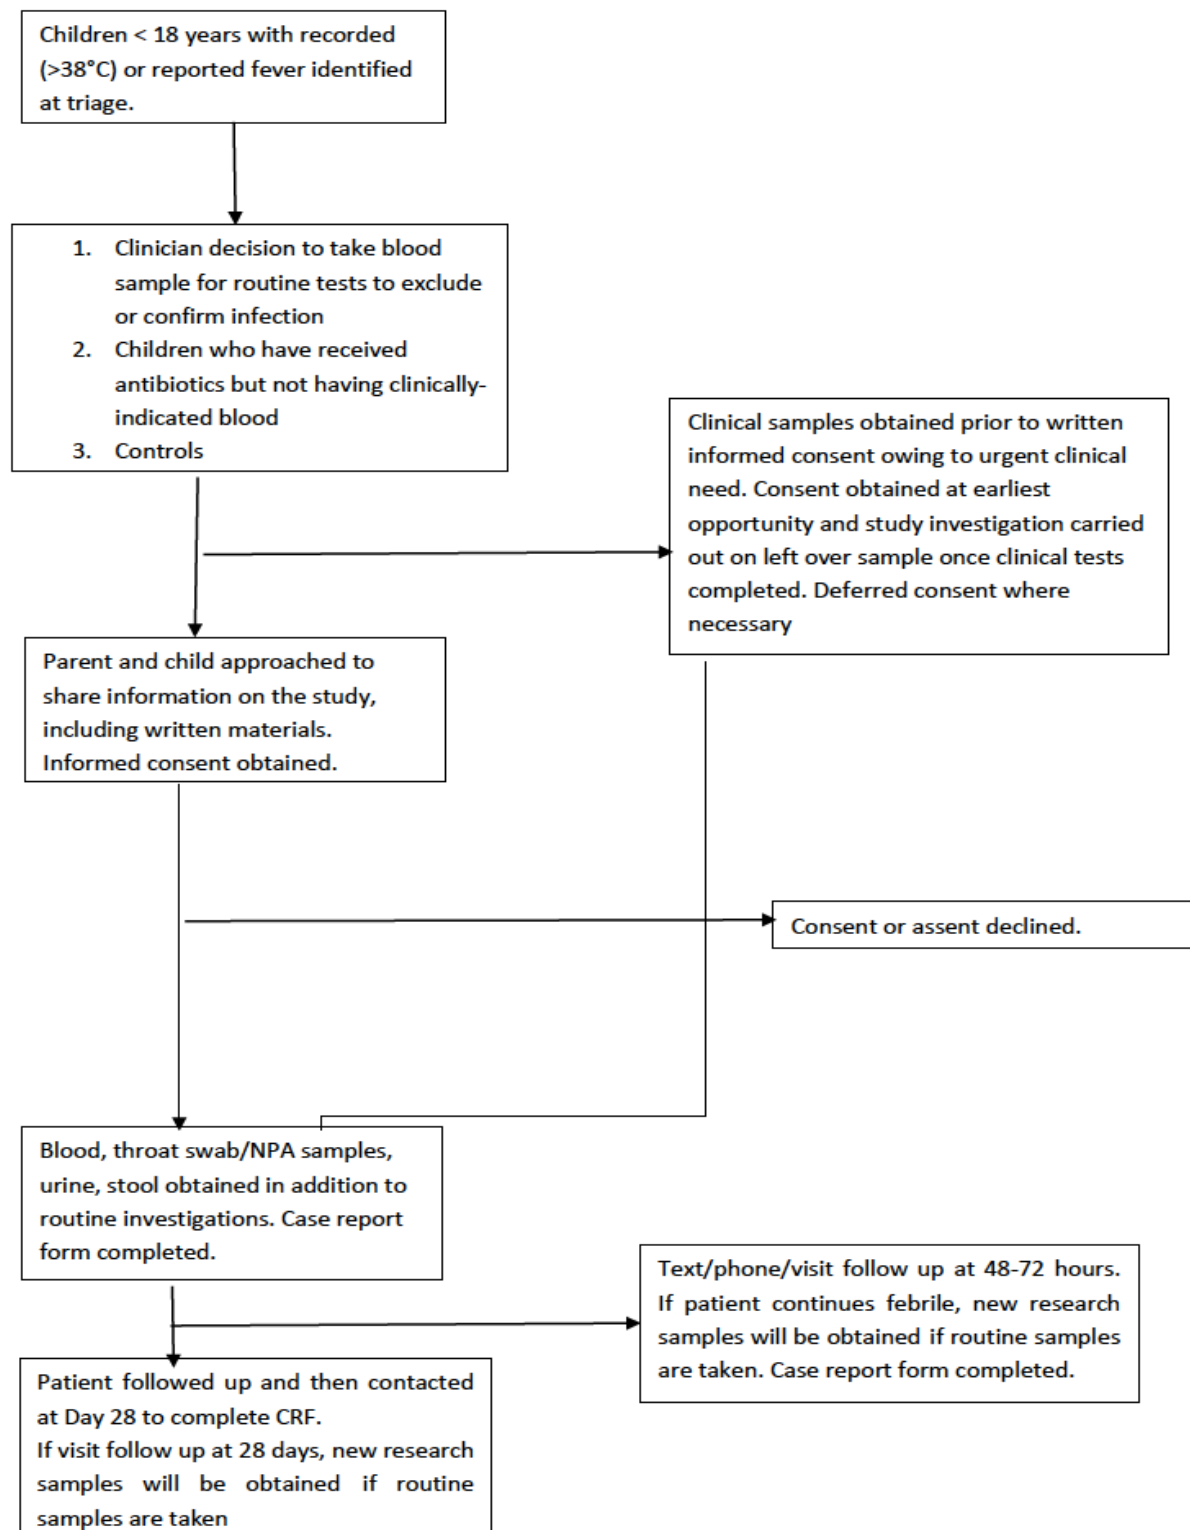 Children < 18 years with recorded
(>38°C) or reported fever identified
at triage.
1. Clinician decision to take blood
sample for routine tests to exclude
or confirm infection
2. Children who have received
antibiotics but not having clinically-
indicated blood
3. Controls
Clinical samples obtained prior to written
informed consent owing to urgent clinical
need. Consent obtained at earliest
opportunity and study investigation carried
out on left over sample once clinical tests
completed. Deferred consent where
necessary
Parent and child approached to
share information on the study,
including written materials.
Informed consent obtained.
Consent or assent declined.
Blood, throat swab/NPA samples,
urine, stool obtained in addition to
routine investigations. Case report
form completed.
Text/phone/visit follow up at 48-72 hours.
If patient continues febrile, new research
samples will be obtained if routine samples
are taken. Case report form completed.
Patient followed up and then contacted
at Day 28 to complete CRF.
If visit follow up at 28 days, new research
samples will be obtained if routine
samples are taken